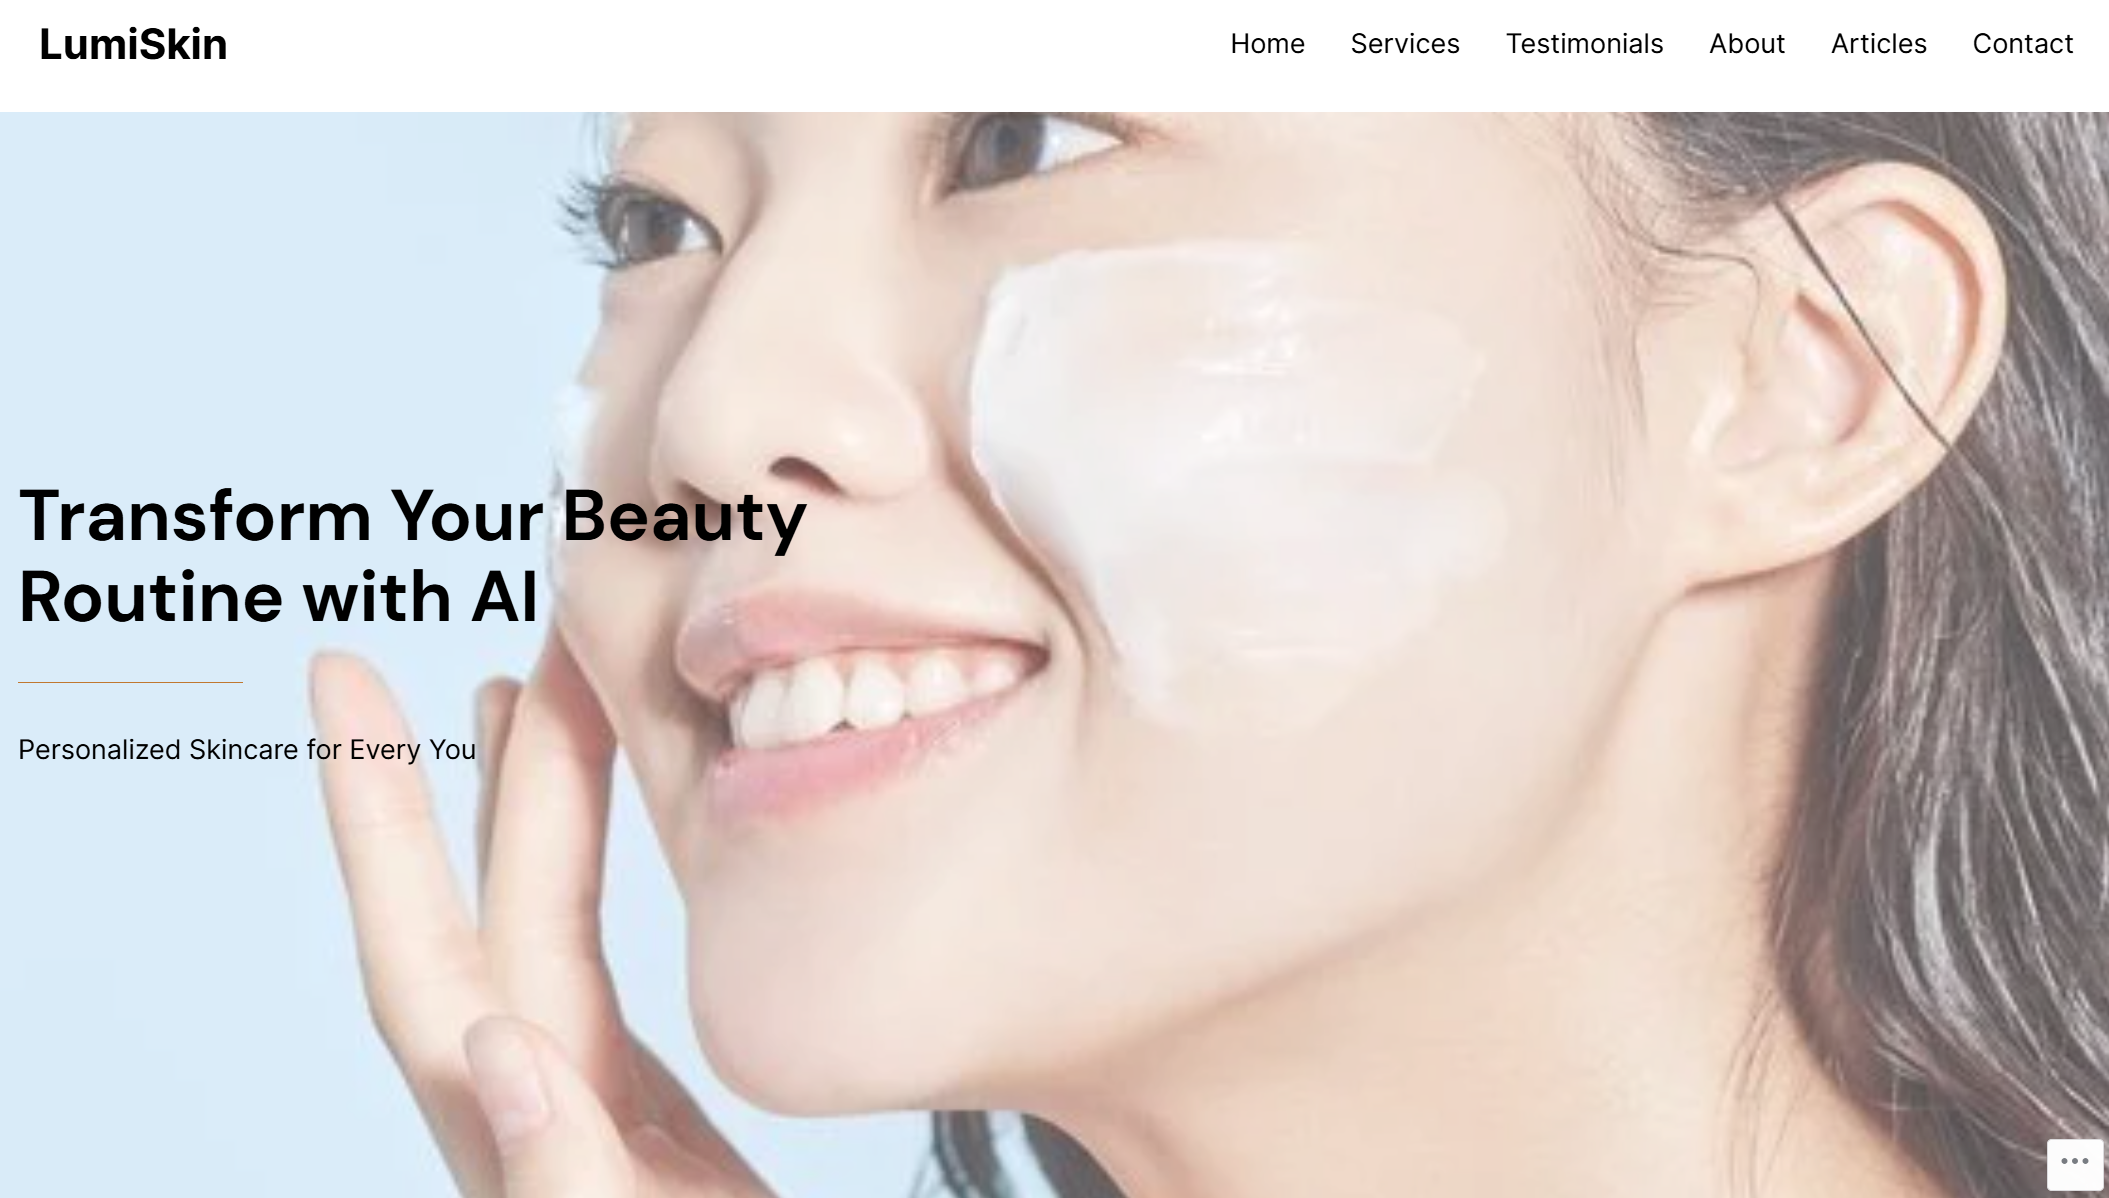 LumiSkin
Home Services Testimonials About Articles Contact
Transform Your Beauty
Routine with AI
Personalized Skincare for Every You